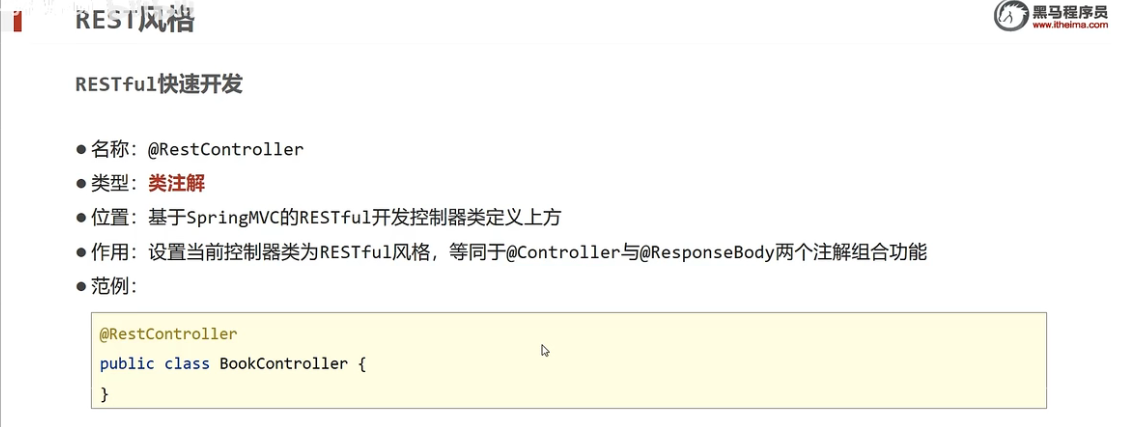 REST风格
黑马程序员
www.itheima.com
RESTful快速开发
● 名称：@RestController
● 类型：类注解
● 位置：基于SpringMVC的RESTful开发控制器类定义上方
● 作用：设置当前控制器类为RESTful风格，等同于@Controller与@ResponseBody两个注解组合功能
● 范例：
@RestController
public class BookController {
}